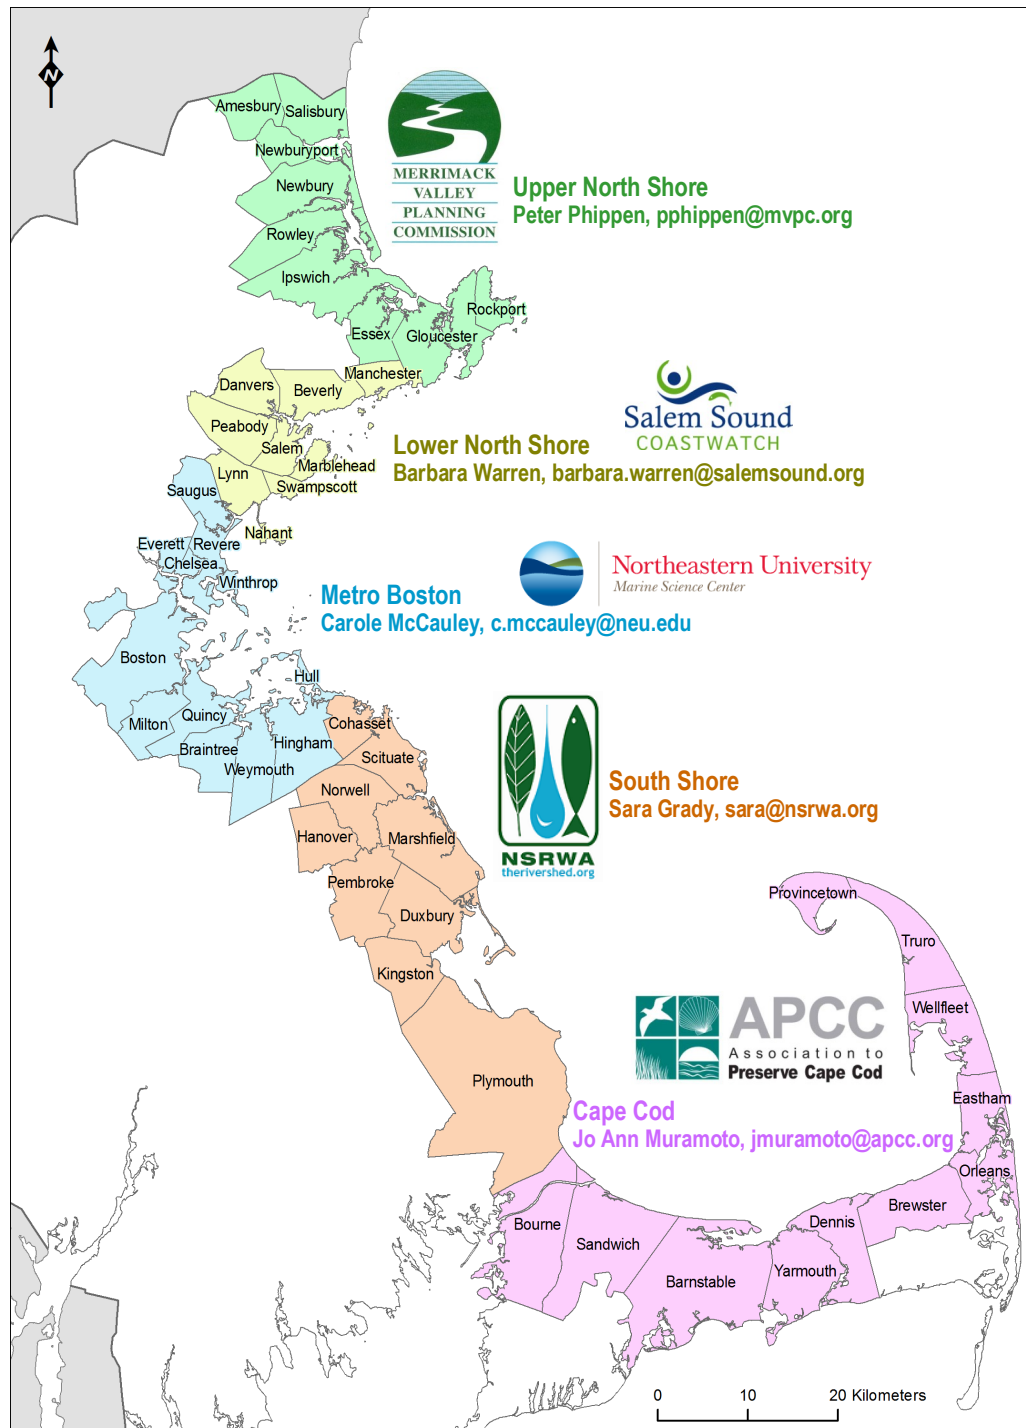 N
Amesbury
Salisbury
Newburyport
Newbury
Rowley
Ipswich
Rockport
Essex
Gloucester
MERRIMACK
VALLEY
PLANNING
COMMISSION
Upper North Shore
Peter Phippen, pphippen@mvpc.org
Manchester
Danvers
Beverly
Peabody
Salem
Marblehead
Lynn
Swampscott
Nahant
Salem Sound
COASTWATCH
Lower North Shore
Barbara Warren, barbara.warren@salemsound.org
Saugus
Everett
Revere
Chelsea
Winthrop
Northeastern University
Marine Science Center
Metro Boston
Carole McCauley, c.mccauley@neu.edu
Boston
Hull
Milton
Quincy
Braintree
Hingham
Weymouth
Cohasset
Scituate
Norwell
Hanover
Marshfield
Pembroke
Duxbury
Kingston
Plymouth
NSRWA
therivershed.org
South Shore
Sara Grady, sara@nsrwa.org
Provincetown
Truro
Wellfleet
Eastham
Orleans
Brewster
Dennis
Yarmouth
Barnstable
Sandwich
Bourne
APCC
Association to
Preserve Cape Cod
Cape Cod
Jo Ann Muramoto, jmuramoto@apcc.org
0 10 20 Kilometers